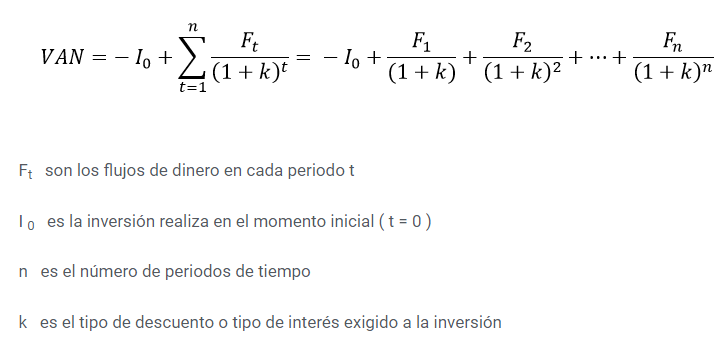 VAN = − I₀ + ∑ₜ₌₁ⁿ Fₜ/(1 + k)ᵗ = − I₀ + F₁/(1 + k) + F₂/(1 + k)² + ⋯ + Fₙ/(1 + k)ⁿ
Fₜ son los flujos de dinero en cada periodo t
I ₀ es la inversión realiza en el momento inicial ( t = 0 )
n es el número de periodos de tiempo
k es el tipo de descuento o tipo de interés exigido a la inversión